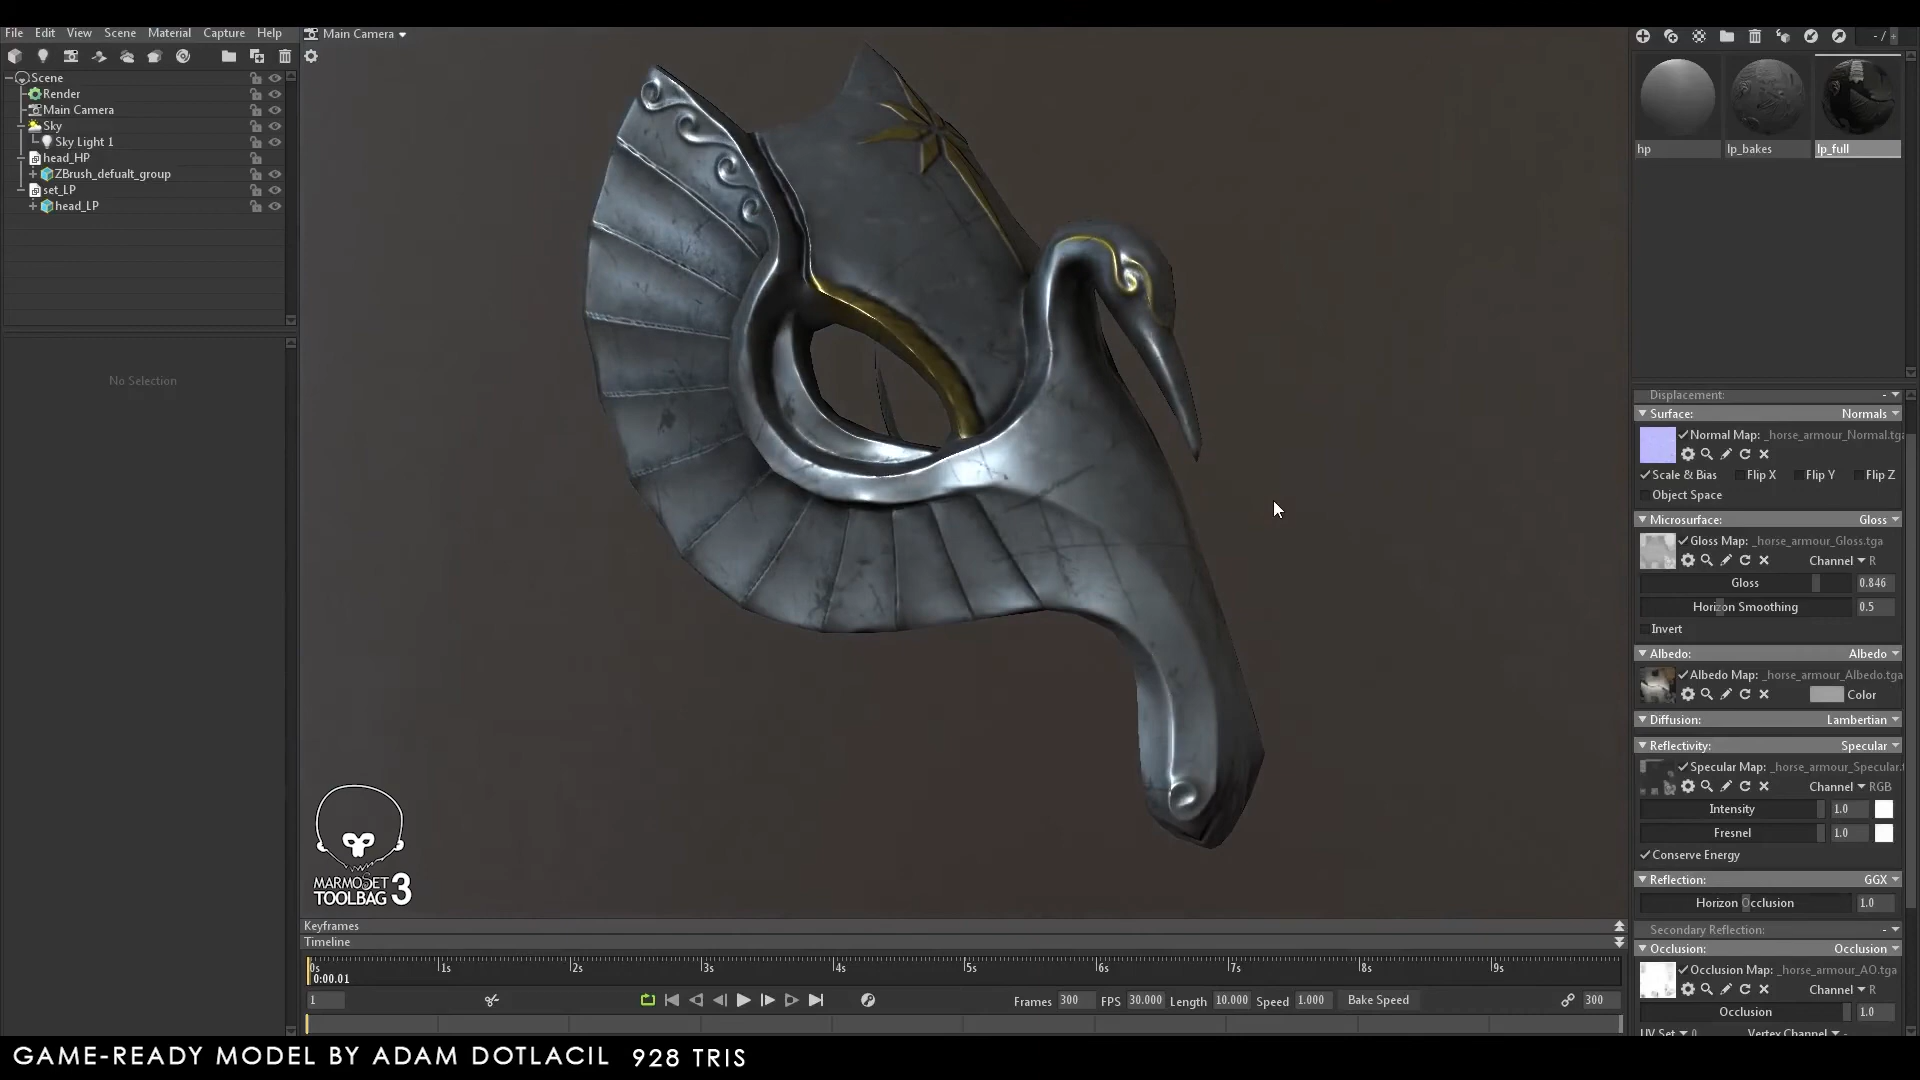 File Edit View Scene Material Capture Help
Main Camera
Scene
Render
Main Camera
Sky
Sky Light 1
head_HP
ZBrush_defualt_group
set_LP
head_LP
No Selection
MARMOSET
TOOLBAG 3
hp
lp_bakes
lp_full
Displacement: -
Surface: Normals
Normal Map: _horse_armour_Normal.tga
Scale & Bias Flip X Flip Y Flip Z
Object Space
Microsurface: Gloss
Gloss Map: _horse_armour_Gloss.tga
Channel R
Gloss 0.846
Horizon Smoothing 0.5
Invert
Albedo: Albedo
Albedo Map: _horse_armour_Albedo.tga
Color
Diffusion: Lambertian
Reflectivity: Specular
Specular Map: _horse_armour_Specular.t
Channel RGB
Intensity 1.0
Fresnel 1.0
Conserve Energy
Reflection: GGX
Horizon Occlusion 1.0
Secondary Reflection: -
Occlusion: Occlusion
Occlusion Map: _horse_armour_AO.tga
Channel R
Occlusion 1.0
UV Set 0 Vertex Channel -
Keyframes
Timeline
0s 1s 2s 3s 4s 5s 6s 7s 8s 9s
0:00.01
1 Frames 300 FPS 30.000 Length 10.000 Speed 1.000 Bake Speed 300
GAME-READY MODEL BY ADAM DOTLACIL 928 TRIS